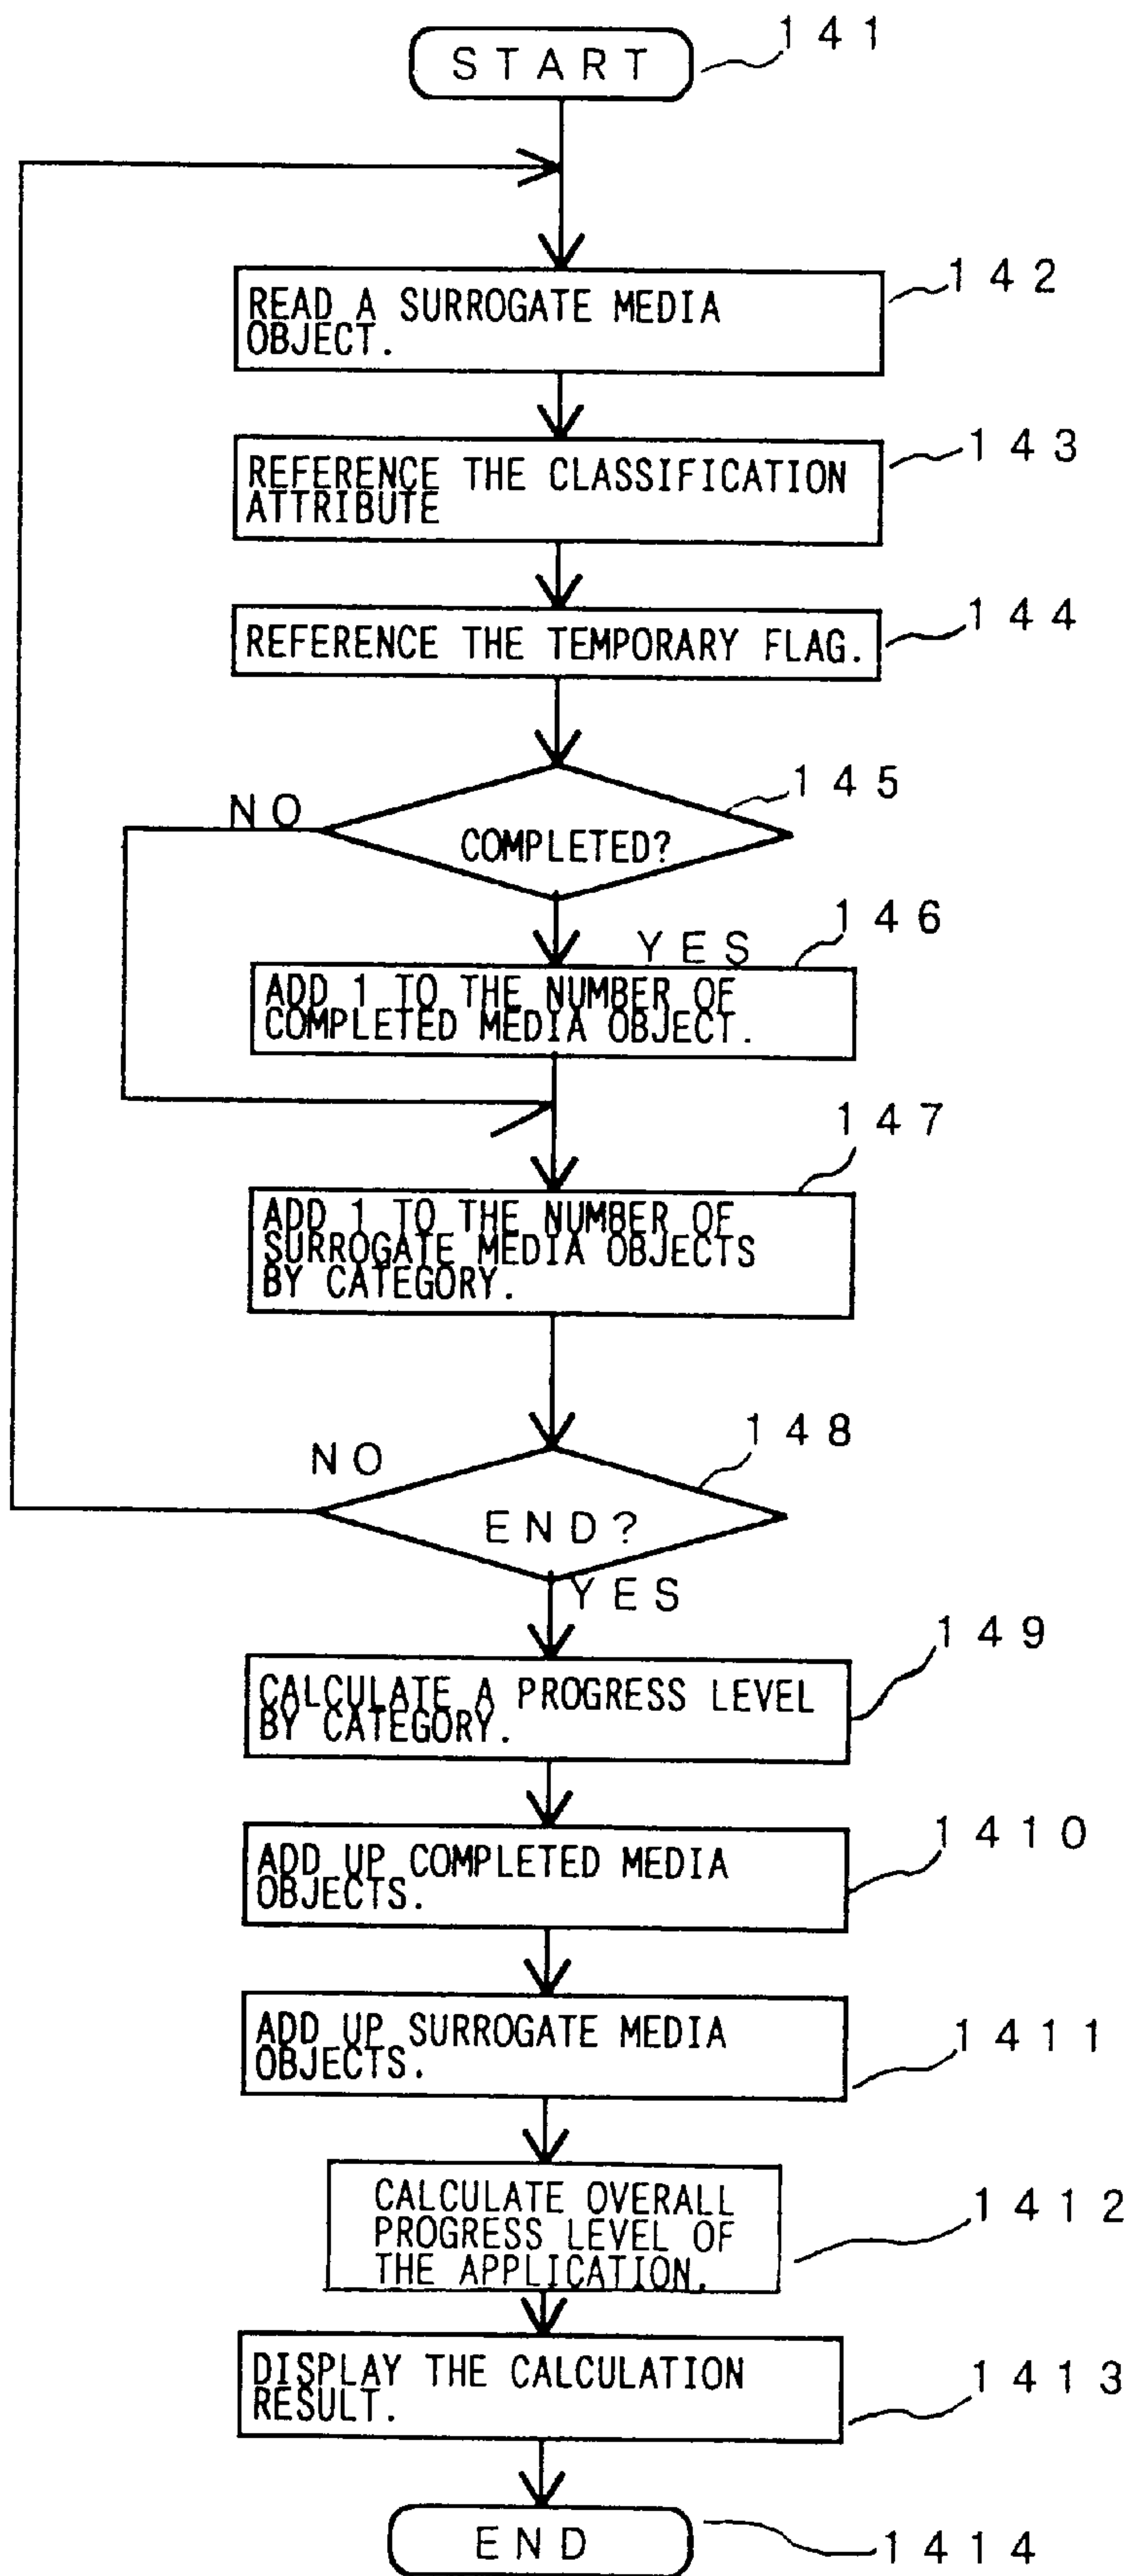 START
141
READ A SURROGATE MEDIA
OBJECT.
142
REFERENCE THE CLASSIFICATION
ATTRIBUTE
143
REFERENCE THE TEMPORARY FLAG.
144
NO
COMPLETED?
145
YES
146
ADD 1 TO THE NUMBER OF
COMPLETED MEDIA OBJECT.
147
ADD 1 TO THE NUMBER OF
SURROGATE MEDIA OBJECTS
BY CATEGORY.
NO
END?
148
YES
149
CALCULATE A PROGRESS LEVEL
BY CATEGORY.
1410
ADD UP COMPLETED MEDIA
OBJECTS.
1411
ADD UP SURROGATE MEDIA
OBJECTS.
1412
CALCULATE OVERALL
PROGRESS LEVEL OF
THE APPLICATION.
1413
DISPLAY THE CALCULATION
RESULT.
END
1414